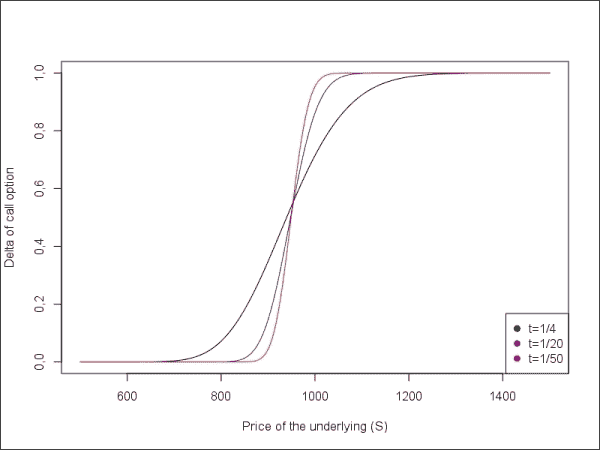 Delta of call option
1,0
0,8
0,6
0,4
0,2
0,0
600
800
1000
1200
1400
Price of the underlying (S)
t=1/4
t=1/20
t=1/50